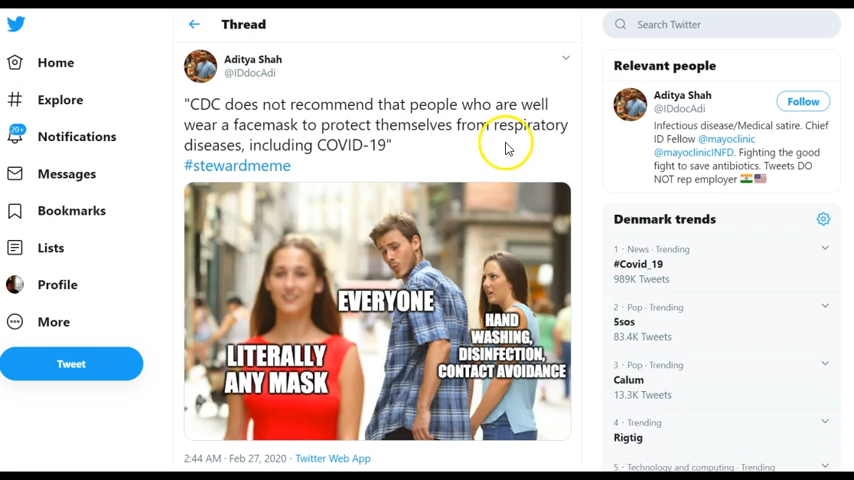 Home
Explore
20+
Notifications
Messages
Bookmarks
Lists
Profile
More
Tweet
Thread
Aditya Shah
@IDdocAdi
"CDC does not recommend that people who are well
wear a facemask to protect themselves from respiratory
diseases, including COVID-19"
#stewardmeme
LITERALLY
ANY MASK
EVERYONE
HAND
WASHING,
DISINFECTION,
CONTACT AVOIDANCE
2:44 AM · Feb 27, 2020 · Twitter Web App
Search Twitter
Relevant people
Aditya Shah
@IDdocAdi
Follow
Infectious disease/Medical satire. Chief
ID Fellow @mayoclinic
@mayoclinicINFD. Fighting the good
fight to save antibiotics. Tweets DO
NOT rep employer
Denmark trends
1 · News · Trending
#Covid_19
989K Tweets
2 · Pop · Trending
5sos
83.4K Tweets
3 · Pop · Trending
Calum
13.3K Tweets
4 · Trending
Rigtig
5 · Technology and computing · Trending